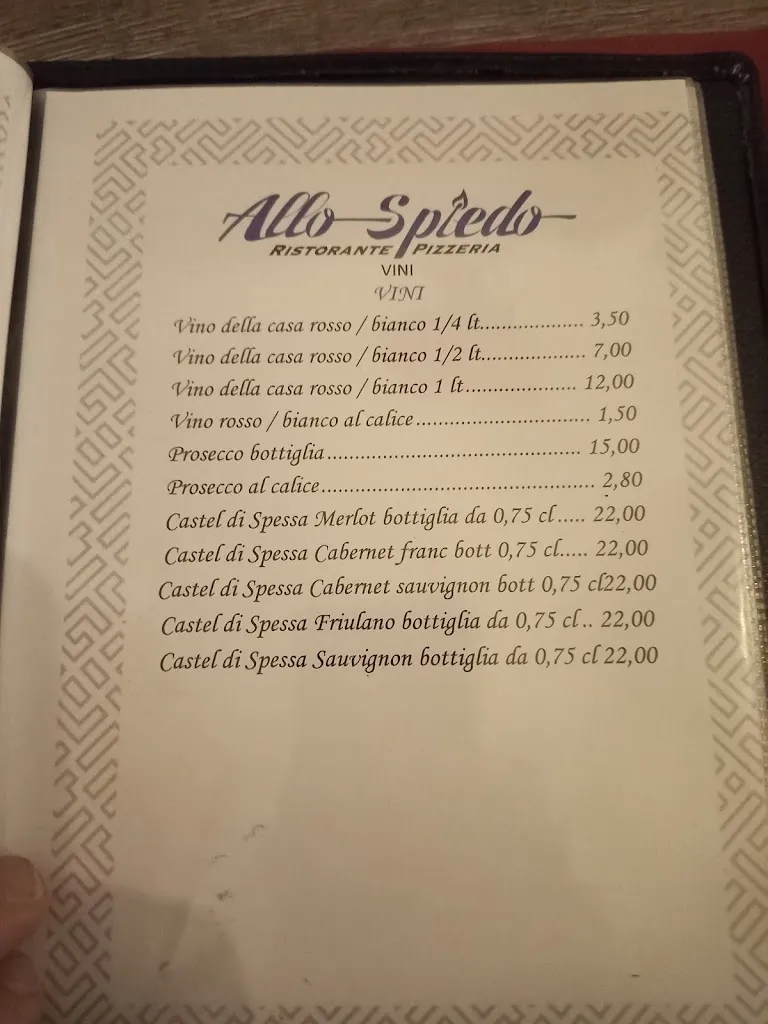 Allo Spiedo
RISTORANTE PIZZERIA
VINI
VINI
Vino della casa rosso / bianco 1/4 lt.................. 3,50
Vino della casa rosso / bianco 1/2 lt.................. 7,00
Vino della casa rosso / bianco 1 lt................... 12,00
Vino rosso / bianco al calice.............................. 1,50
Prosecco bottiglia........................................... 15,00
Prosecco al calice.............................................. 2,80
Castel di Spessa Merlot bottiglia da 0,75 cl..... 22,00
Castel di Spessa Cabernet franc bott 0,75 cl..... 22,00
Castel di Spessa Cabernet sauvignon bott 0,75 cl22,00
Castel di Spessa Friulano bottiglia da 0,75 cl.. 22,00
Castel di Spessa Sauvignon bottiglia da 0,75 cl 22,00